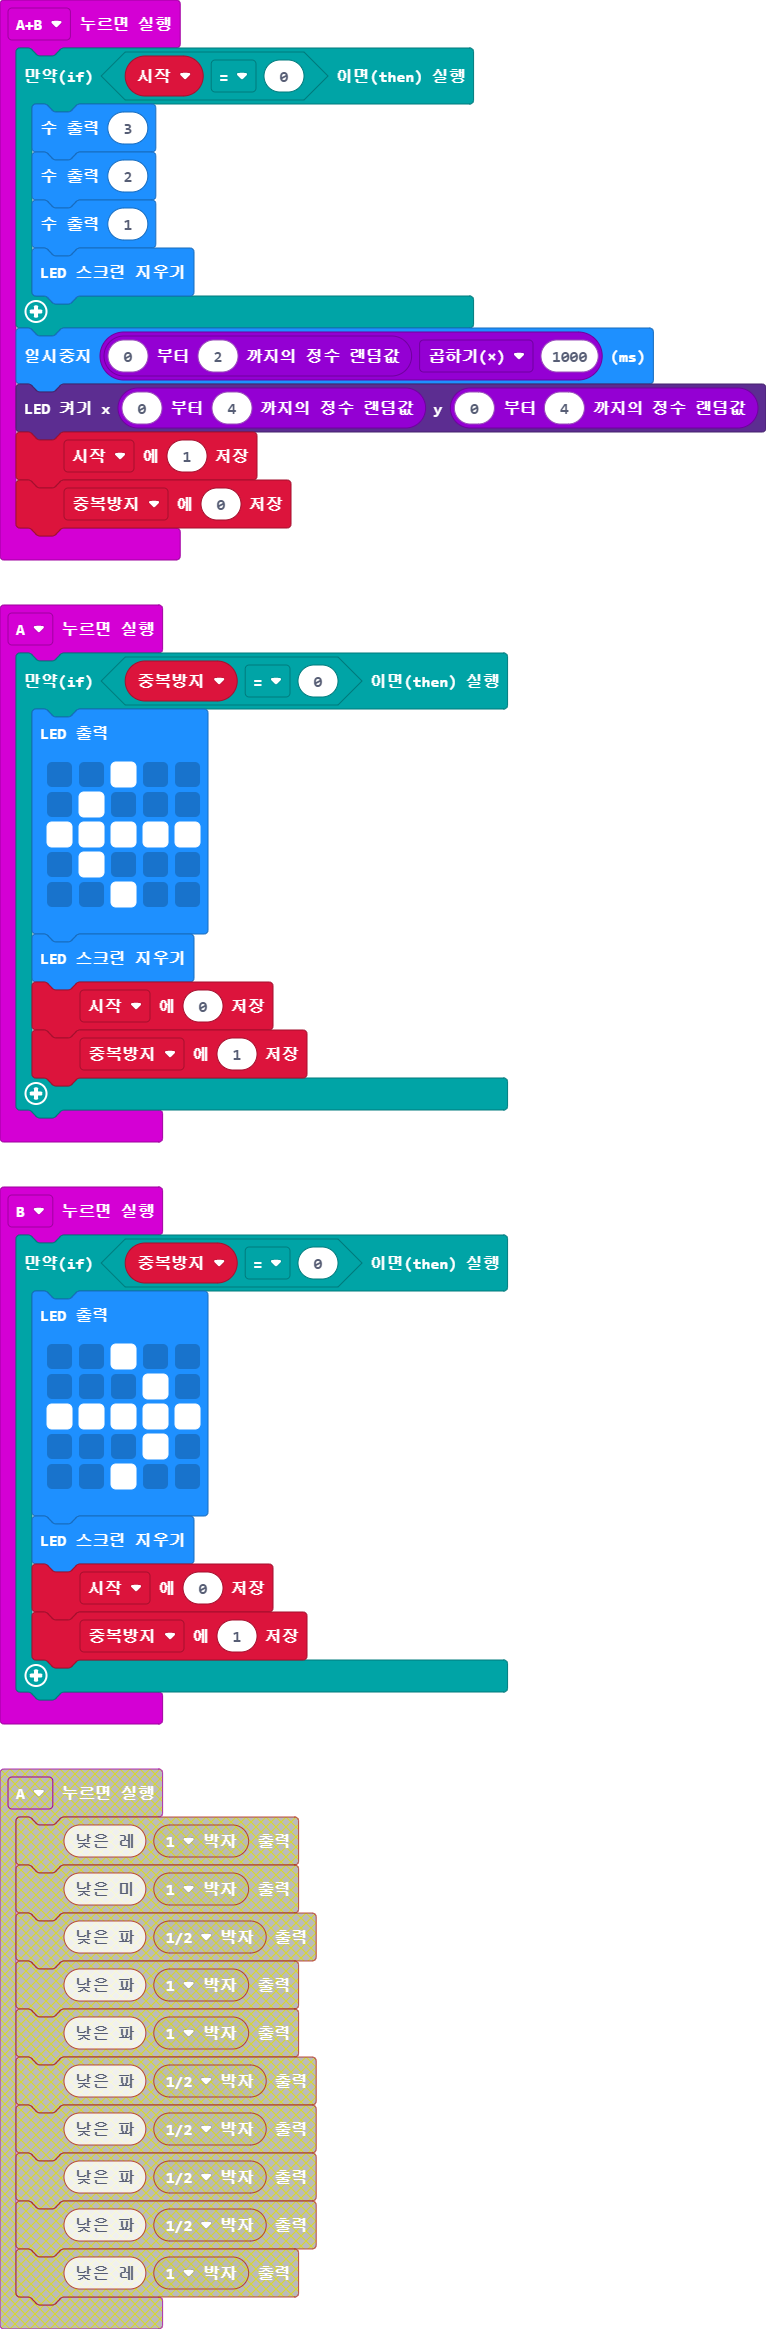 A+B 누르면 실행
만약(if) 시작 = 0 이면(then) 실행
수 출력 3
수 출력 2
수 출력 1
LED 스크린 지우기
일시중지 0 부터 2 까지의 정수 랜덤값 곱하기(×) 1000 (ms)
LED 켜기 x 0 부터 4 까지의 정수 랜덤값 y 0 부터 4 까지의 정수 랜덤값
시작 에 1 저장
중복방지 에 0 저장
A 누르면 실행
만약(if) 중복방지 = 0 이면(then) 실행
LED 출력
LED 스크린 지우기
시작 에 0 저장
중복방지 에 1 저장
B 누르면 실행
만약(if) 중복방지 = 0 이면(then) 실행
LED 출력
LED 스크린 지우기
시작 에 0 저장
중복방지 에 1 저장
A 누르면 실행
낮은 레 1 박자 출력
낮은 미 1 박자 출력
낮은 파 1/2 박자 출력
낮은 파 1 박자 출력
낮은 파 1 박자 출력
낮은 파 1/2 박자 출력
낮은 파 1/2 박자 출력
낮은 파 1/2 박자 출력
낮은 파 1/2 박자 출력
낮은 레 1 박자 출력